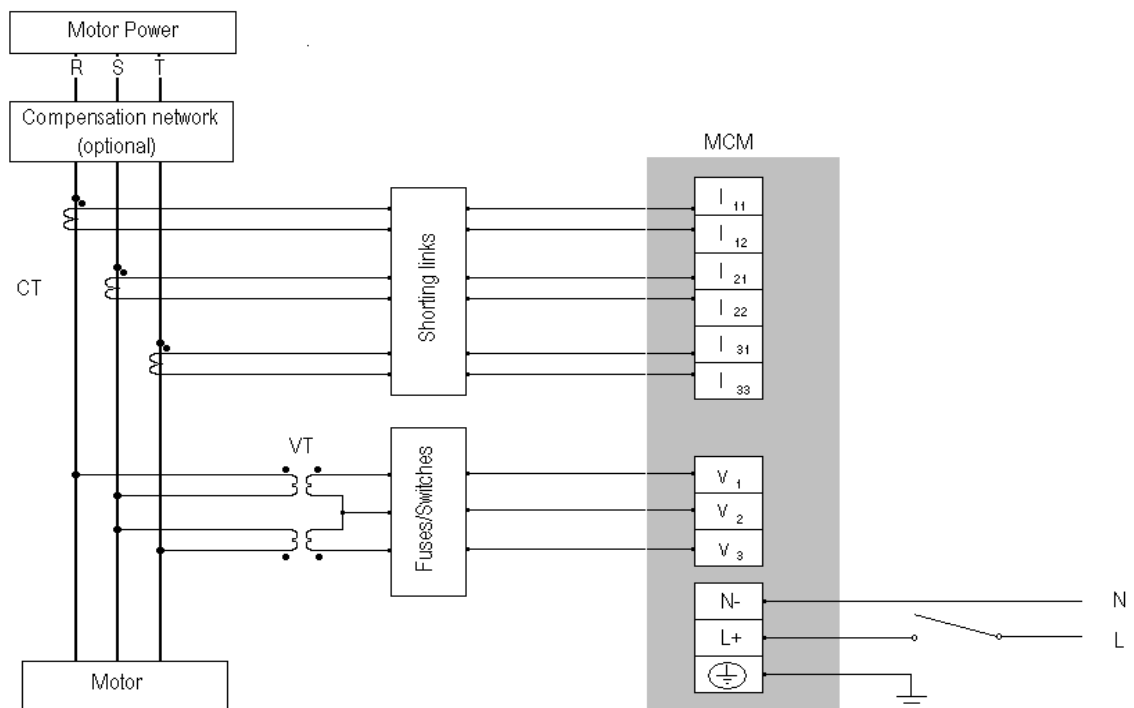 Motor Power
R S T
Compensation network
(optional)
MCM
I 11
I 12
CT
Shorting links
I 21
I 22
I 31
I 33
VT
Fuses/Switches
V 1
V 2
V 3
N-
N
L+
L
Motor